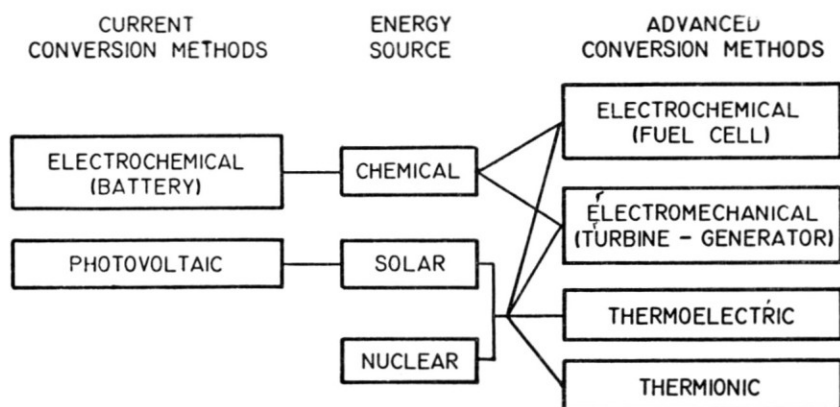 CURRENT
CONVERSION METHODS
ENERGY
SOURCE
ADVANCED
CONVERSION METHODS
ELECTROCHEMICAL
(BATTERY)
CHEMICAL
ELECTROCHEMICAL
(FUEL CELL)
ELECTROMECHANICAL
(TURBINE - GENERATOR)
PHOTOVOLTAIC
SOLAR
THERMOELECTRIC
NUCLEAR
THERMIONIC